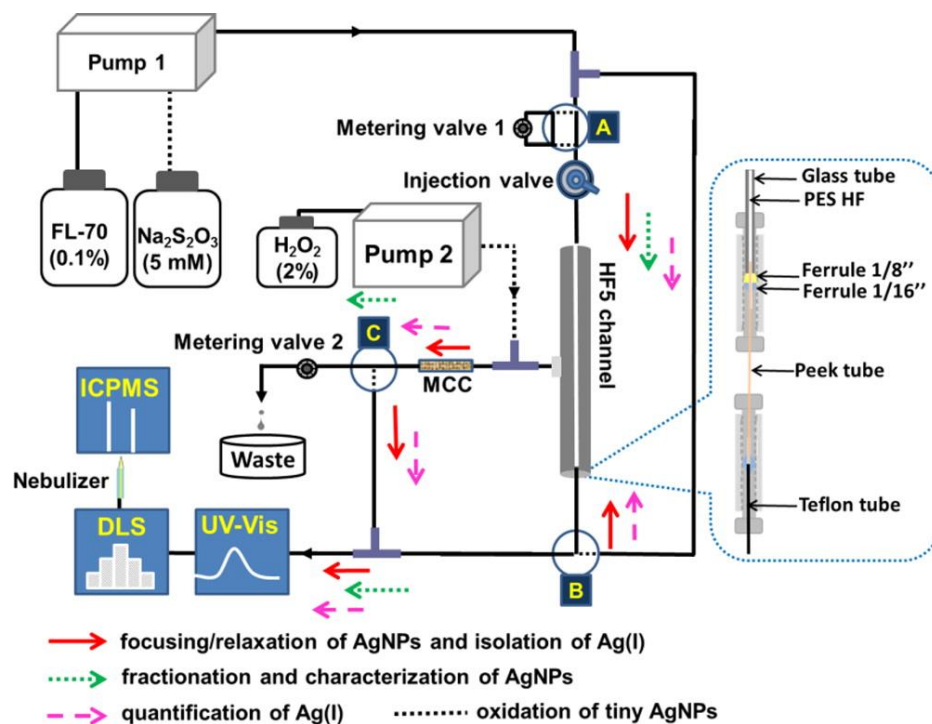 Pump 1
A
Metering valve 1
Injection valve
FL-70
(0.1%)
Na₂S₂O₃
(5 mM)
H₂O₂
(2%)
Pump 2
HF5 channel
C
Metering valve 2
MCC
Waste
ICPMS
Nebulizer
DLS
UV-Vis
B
Glass tube
PES HF
Ferrule 1/8’’
Ferrule 1/16’’
Peek tube
Teflon tube
focusing/relaxation of AgNPs and isolation of Ag(I)
fractionation and characterization of AgNPs
quantification of Ag(I)
oxidation of tiny AgNPs